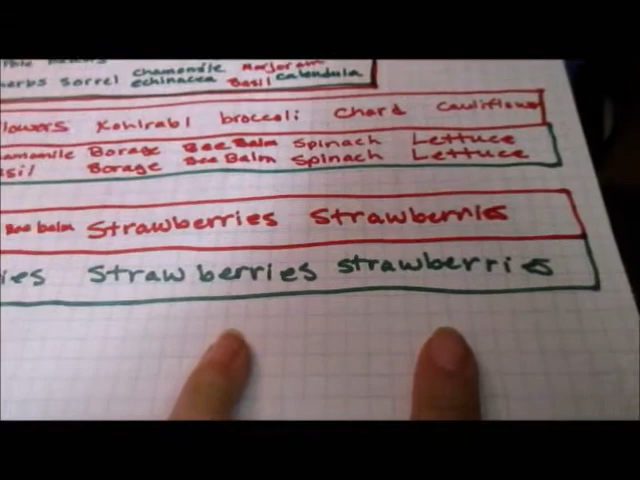 Marjoram
herbs Sorrel chamomile echinacea Basil calendula
flowers Kohlrabi broccoli Chard Cauliflower
chamomile Borage Bee Balm Spinach Lettuce
Basil Borage Bee Balm Spinach Lettuce
Bee balm Strawberries Strawberries
ies Strawberries Strawberries